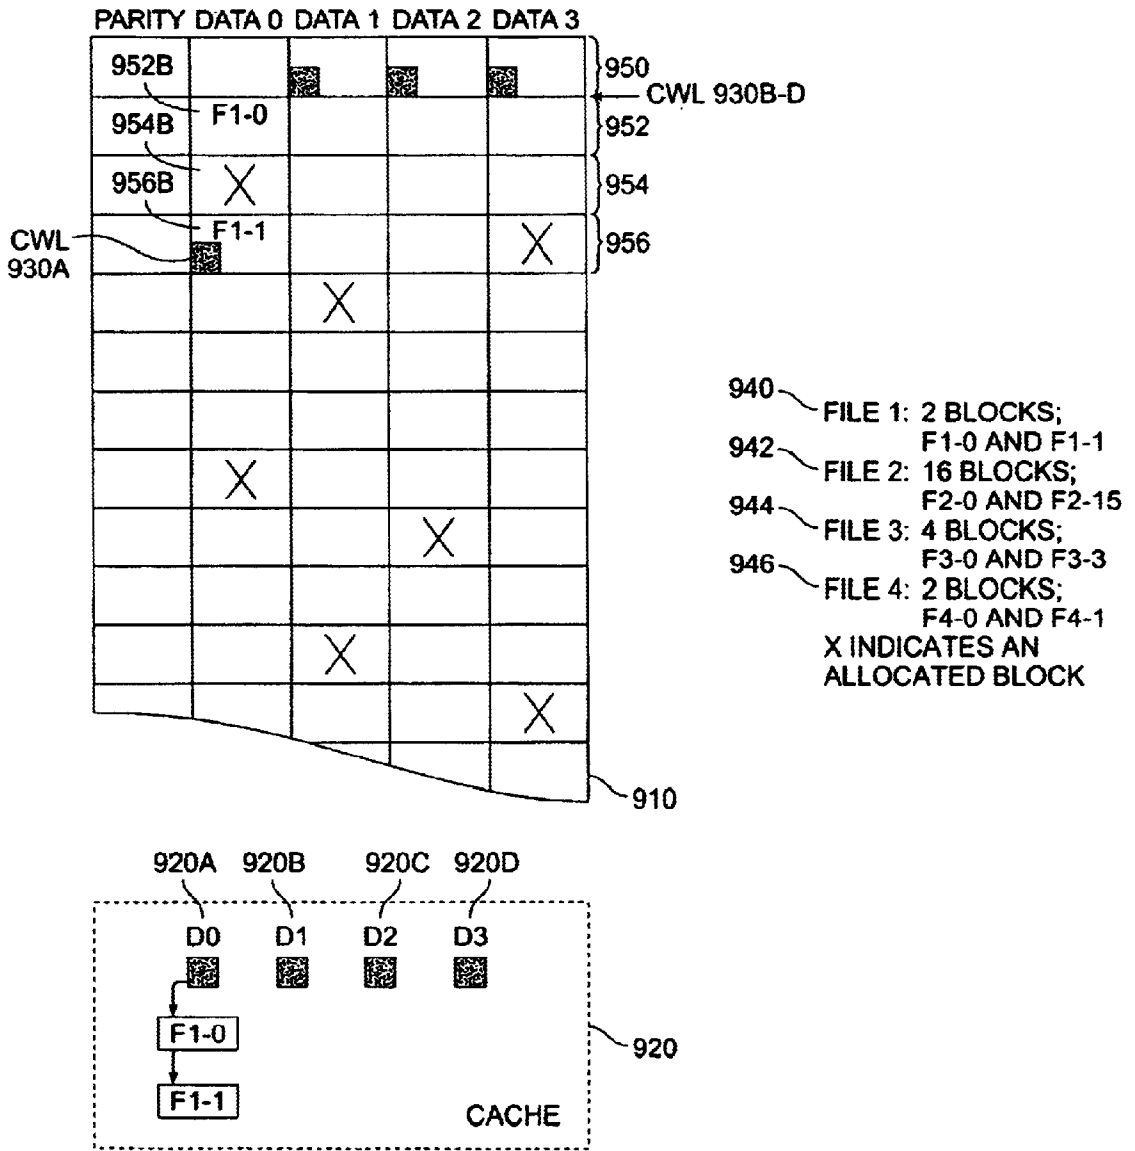 PARITY DATA 0 DATA 1 DATA 2 DATA 3
952B
950
CWL 930B-D
F1-0
954B
952
956B
X
954
F1-1
X
956
CWL
930A
X
X
X
X
X
940
FILE 1: 2 BLOCKS;
F1-0 AND F1-1
942
FILE 2: 16 BLOCKS;
F2-0 AND F2-15
944
FILE 3: 4 BLOCKS;
F3-0 AND F3-3
946
FILE 4: 2 BLOCKS;
F4-0 AND F4-1
X INDICATES AN
ALLOCATED BLOCK
910
920A 920B 920C 920D
D0 D1 D2 D3
F1-0
920
F1-1
CACHE